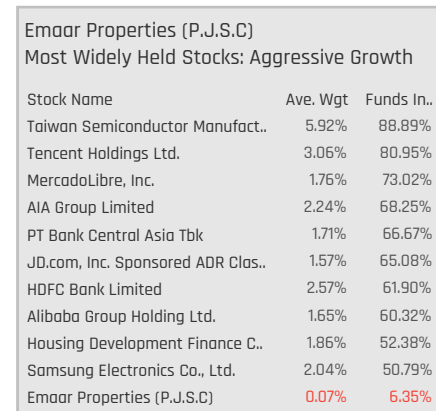 Emaar Properties (P.J.S.C)
Most Widely Held Stocks: Aggressive Growth
Stock Name Ave. Wgt Funds In..
Taiwan Semiconductor Manufact.. 5.92% 88.89%
Tencent Holdings Ltd. 3.06% 80.95%
MercadoLibre, Inc. 1.76% 73.02%
AIA Group Limited 2.24% 68.25%
PT Bank Central Asia Tbk 1.71% 66.67%
JD.com, Inc. Sponsored ADR Clas.. 1.57% 65.08%
HDFC Bank Limited 2.57% 61.90%
Alibaba Group Holding Ltd. 1.65% 60.32%
Housing Development Finance C.. 1.86% 52.38%
Samsung Electronics Co., Ltd. 2.04% 50.79%
Emaar Properties (P.J.S.C) 0.07% 6.35%